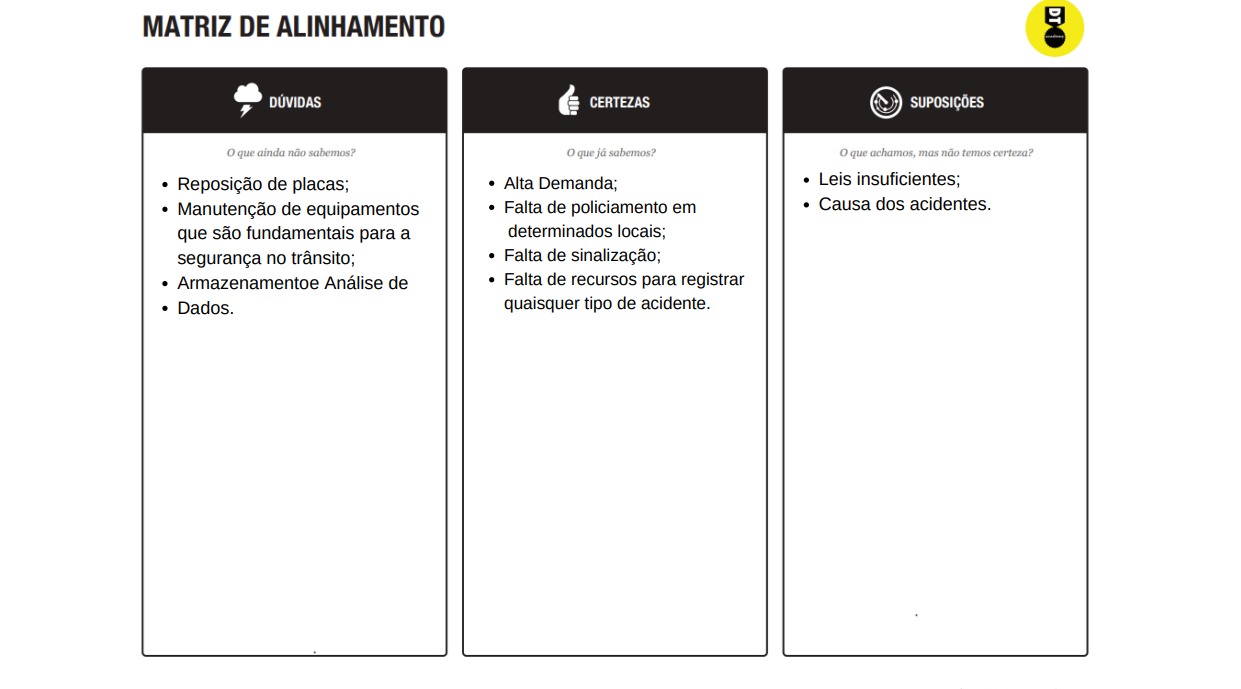 MATRIZ DE ALINHAMENTO
DT
DÚVIDAS
O que ainda não sabemos?
• Reposição de placas;
• Manutenção de equipamentos
que são fundamentais para a
segurança no trânsito;
• Armazenamentoe Análise de
• Dados.
CERTEZAS
O que já sabemos?
• Alta Demanda;
• Falta de policiamento em
determinados locais;
• Falta de sinalização;
• Falta de recursos para registrar
quaisquer tipo de acidente.
SUPOSIÇÕES
O que achamos, mas não temos certeza?
• Leis insuficientes;
• Causa dos acidentes.